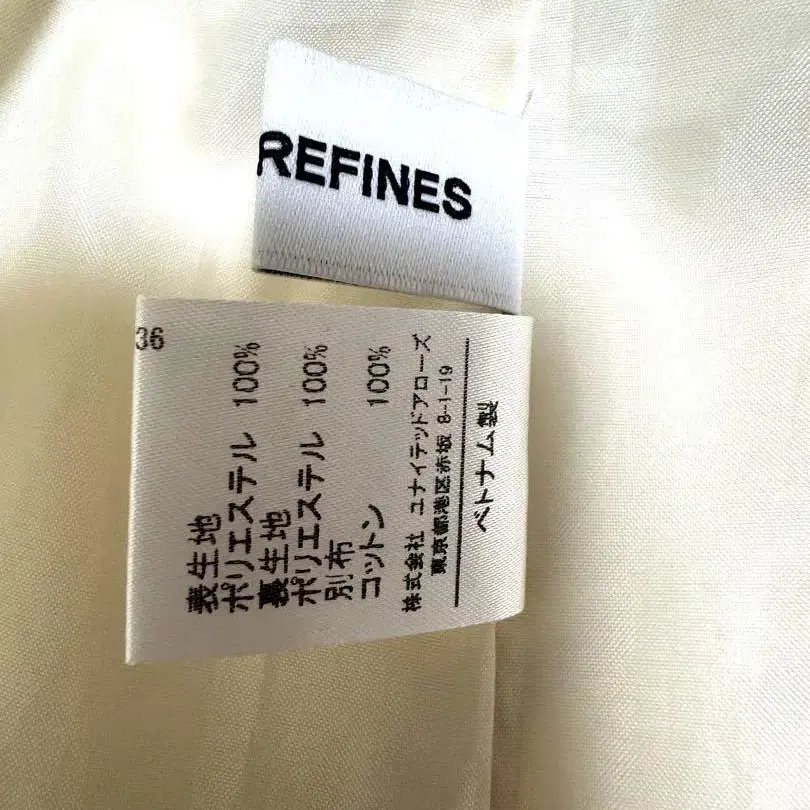 REFINES
36
表生地
ポリエステル 100%
裏生地
ポリエステル 100%
別布
コットン 100%
株式会社 ユナイテッドアローズ
東京都港区赤坂 8-1-19
ベトナム製